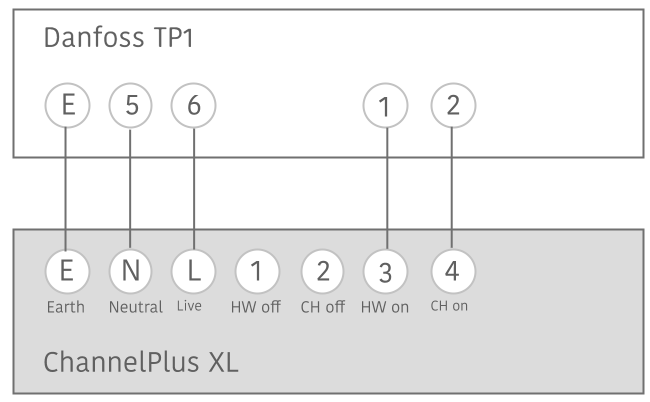 Danfoss TP1
E 5 6 1 2
E N L 1 2 3 4
Earth Neutral Live HW off CH off HW on CH on
ChannelPlus XL